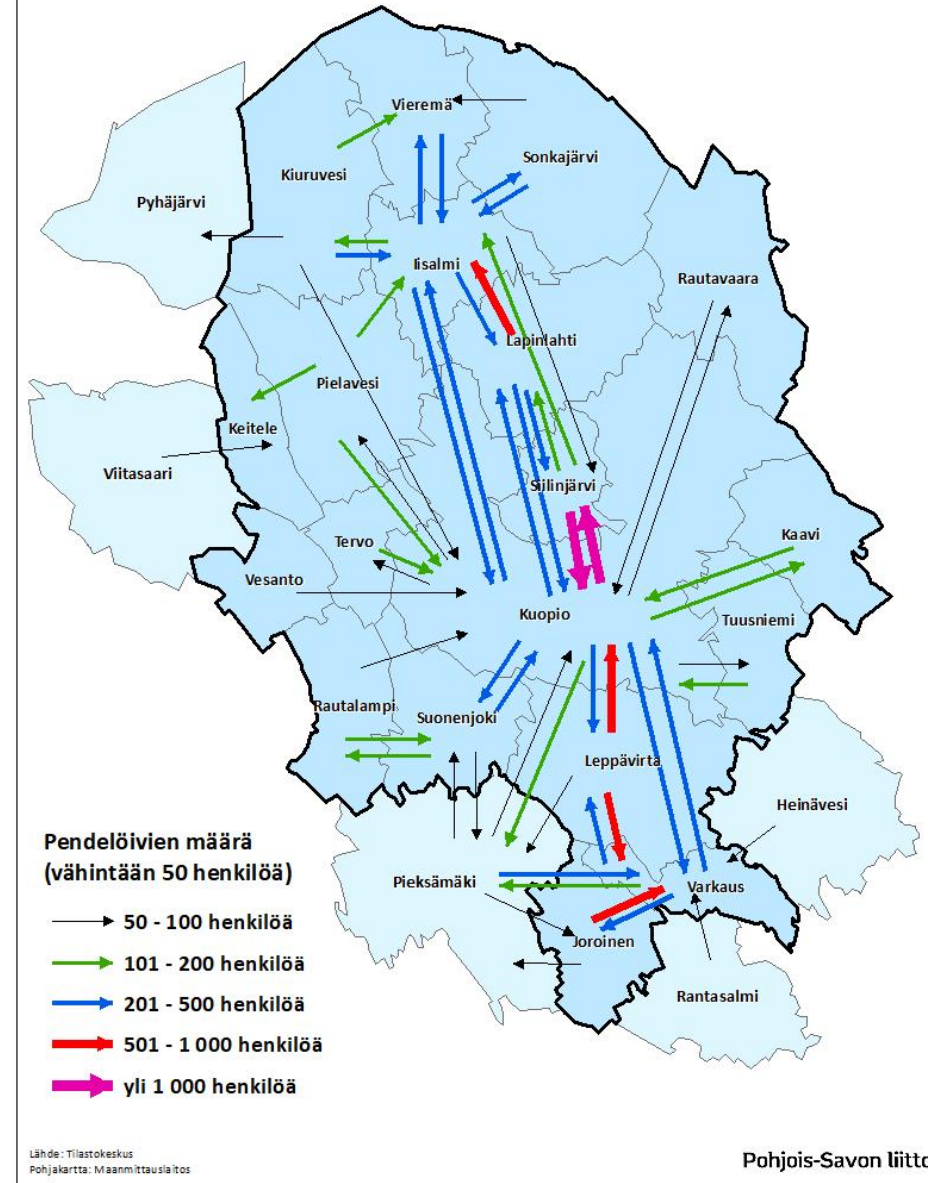 Vieremä
Sonkajärvi
Kiuruvesi
Pyhäjärvi
Iisalmi
Rautavaara
Lapinlahti
Pielavesi
Keitele
Viitasaari
Siilinjärvi
Kaavi
Tervo
Vesanto
Kuopio
Tuusniemi
Rautalampi
Suonenjoki
Leppävirta
Heinävesi
Pieksämäki
Varkaus
Joroinen
Rantasalmi
Pendelöivien määrä
(vähintään 50 henkilöä)
50 - 100 henkilöä
101 - 200 henkilöä
201 - 500 henkilöä
501 - 1 000 henkilöä
yli 1 000 henkilöä
Lähde: Tilastokeskus
Pohjakartta: Maanmittauslaitos
Pohjois-Savon liitto